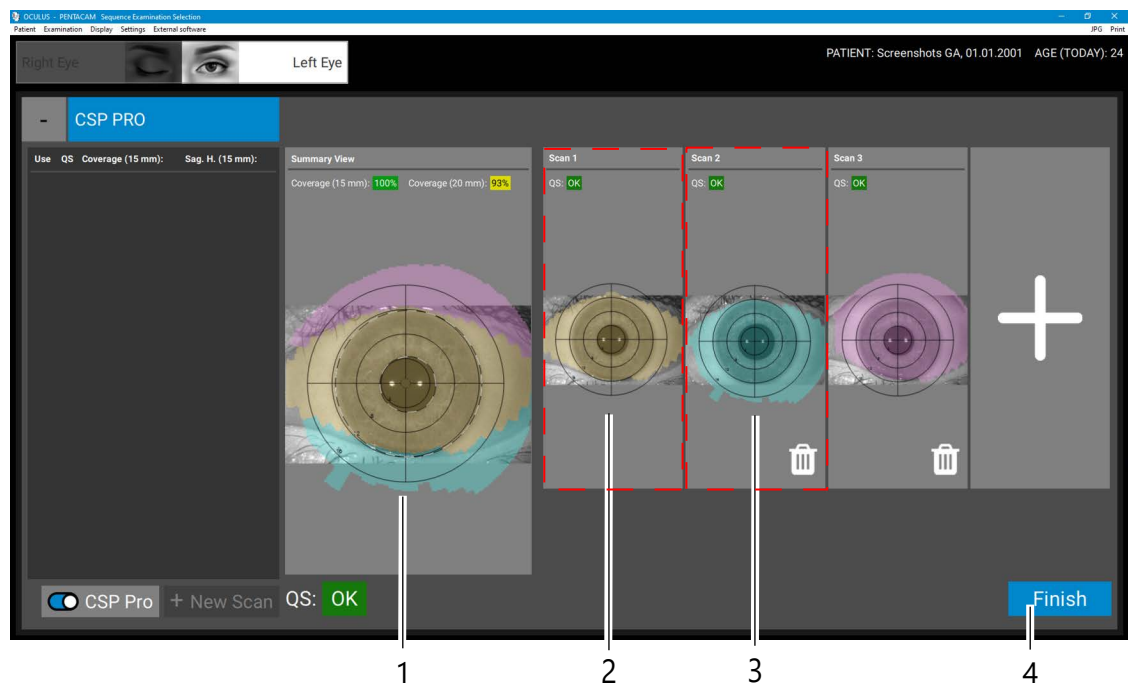 OCULUS - PENTACAM Sequence Examination Selection
Patient Examination Display Settings External software JPG Print
Right Eye Left Eye PATIENT: Screenshots GA, 01.01.2001 AGE (TODAY): 24
- CSP PRO
Use QS Coverage (15 mm): Sag. H. (15 mm):
Summary View
Coverage (15 mm): 100% Coverage (20 mm): 93%
Scan 1
QS: OK
Scan 2
QS: OK
Scan 3
QS: OK
CSP Pro + New Scan QS: OK Finish
1 2 3 4